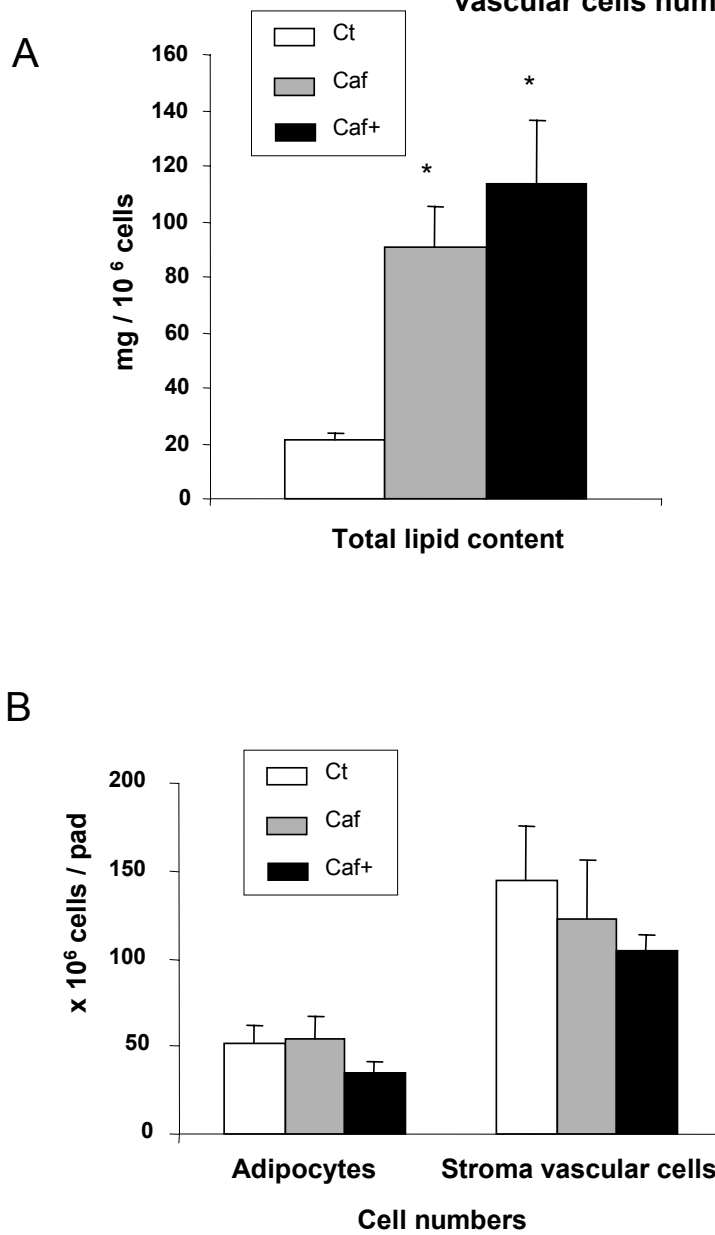 vascular cells num
A
Ct
Caf
Caf+
160
140
120
100
80
60
40
20
0
mg / 10 6 cells
*
*
Total lipid content
B
Ct
Caf
Caf+
200
150
100
50
0
x 10⁶ cells / pad
Adipocytes Stroma vascular cells
Cell numbers